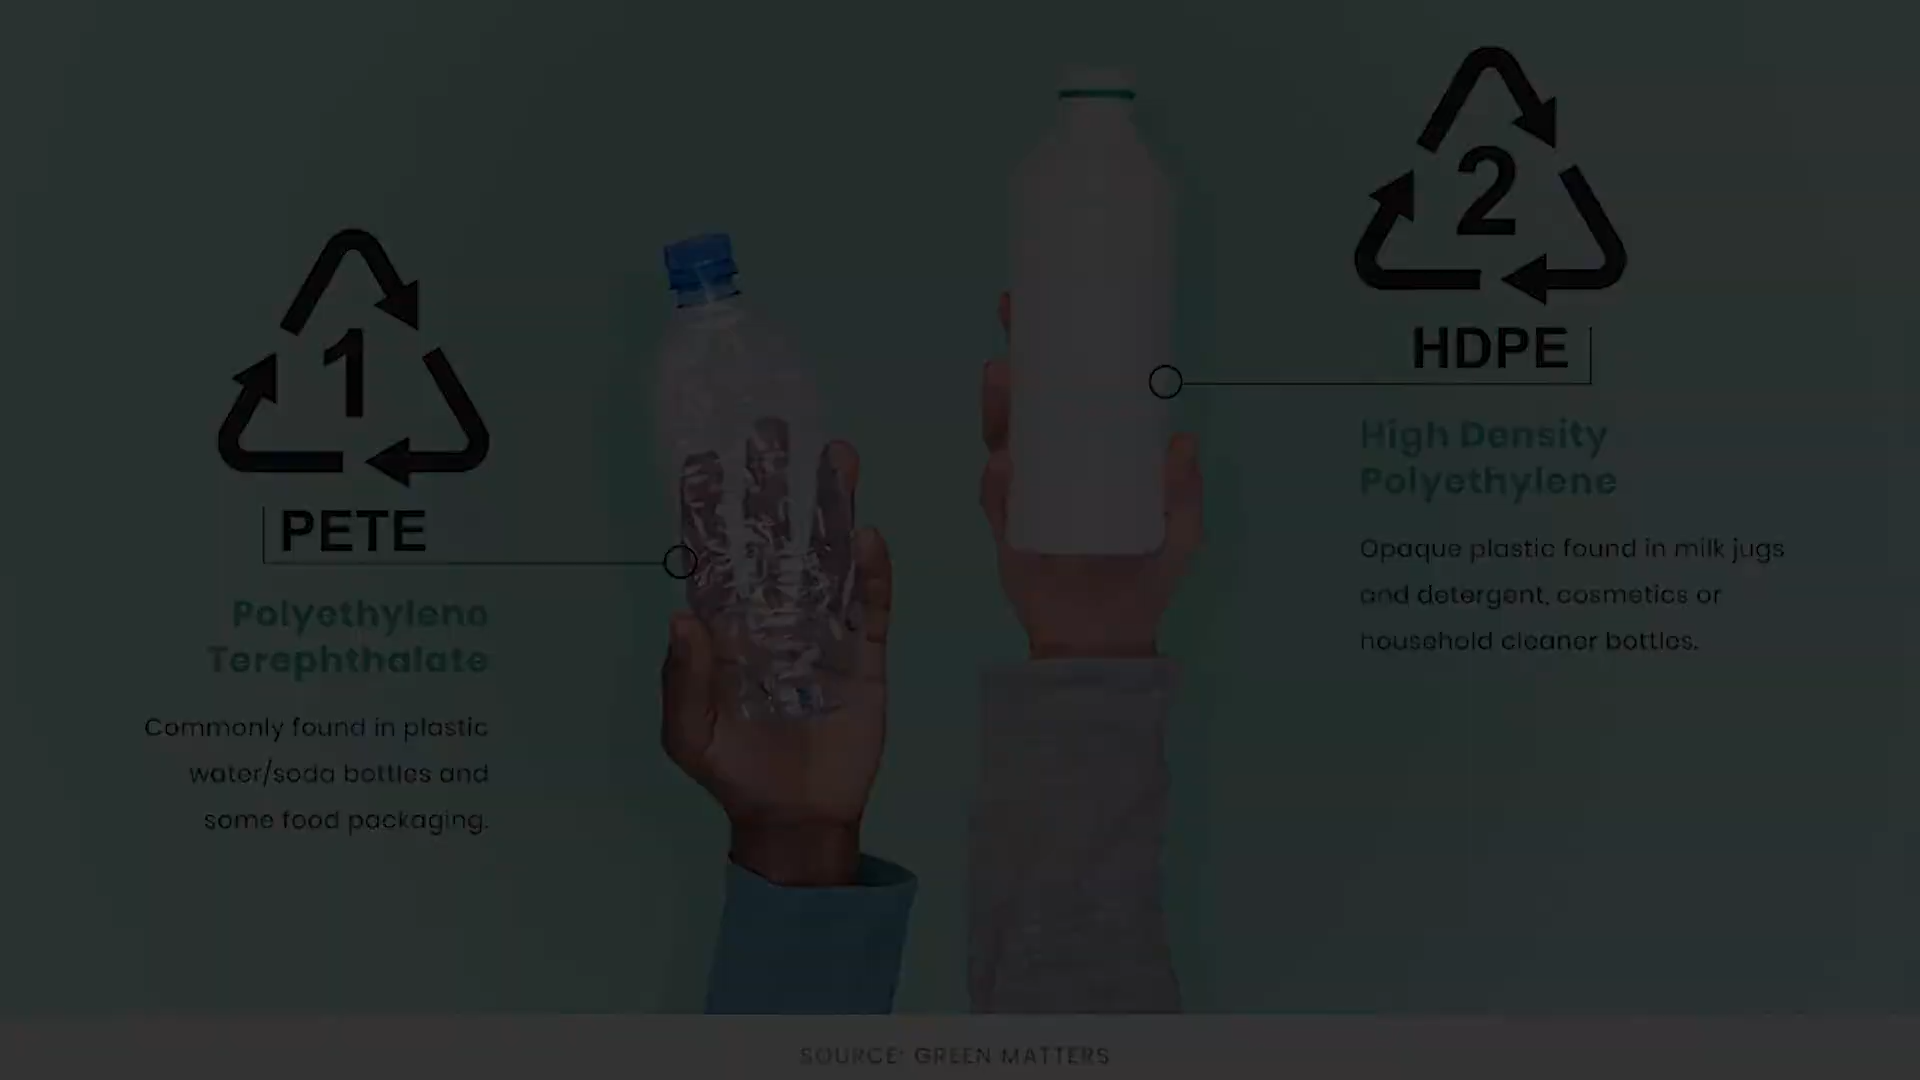 1
PETE
Polyethylene
Terephthalate
Commonly found in plastic
water/soda bottles and
some food packaging.
2
HDPE
High Density
Polyethylene
Opaque plastic found in milk jugs
and detergent, cosmetics or
household cleaner bottles.
SOURCE: GREEN MATTERS